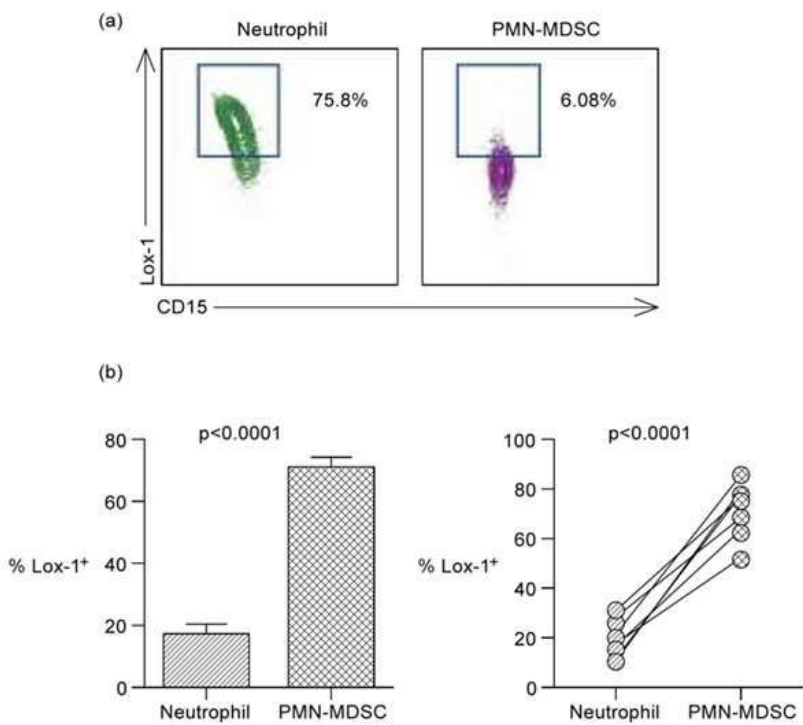 (a)
Neutrophil PMN-MDSC
75.8% 6.08%
Lox-1
CD15
(b)
80 p<0.0001
60
40
20
0
% Lox-1⁺
Neutrophil PMN-MDSC
100 p<0.0001
80
60
40
20
0
% Lox-1⁺
Neutrophil PMN-MDSC